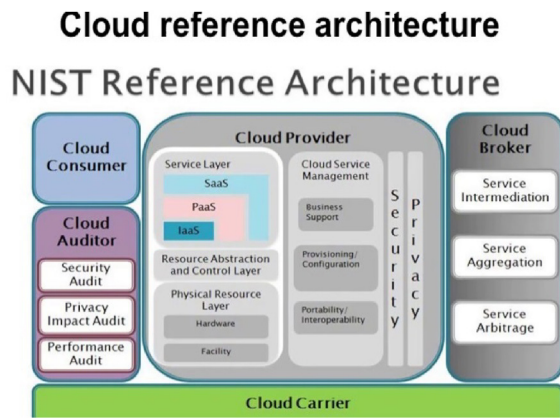 Cloud reference architecture
NIST Reference Architecture
Cloud
Consumer
Cloud
Auditor
Security
Audit
Privacy
Impact Audit
Performance
Audit
Cloud Provider
Service Layer
SaaS
PaaS
IaaS
Resource Abstraction
and Control Layer
Physical Resource
Layer
Hardware
Facility
Cloud Service
Management
Business
Support
Provisioning/
Configuration
Portability/
Interoperability
Security
Privacy
Cloud
Broker
Service
Intermediation
Service
Aggregation
Service
Arbitrage
Cloud Carrier